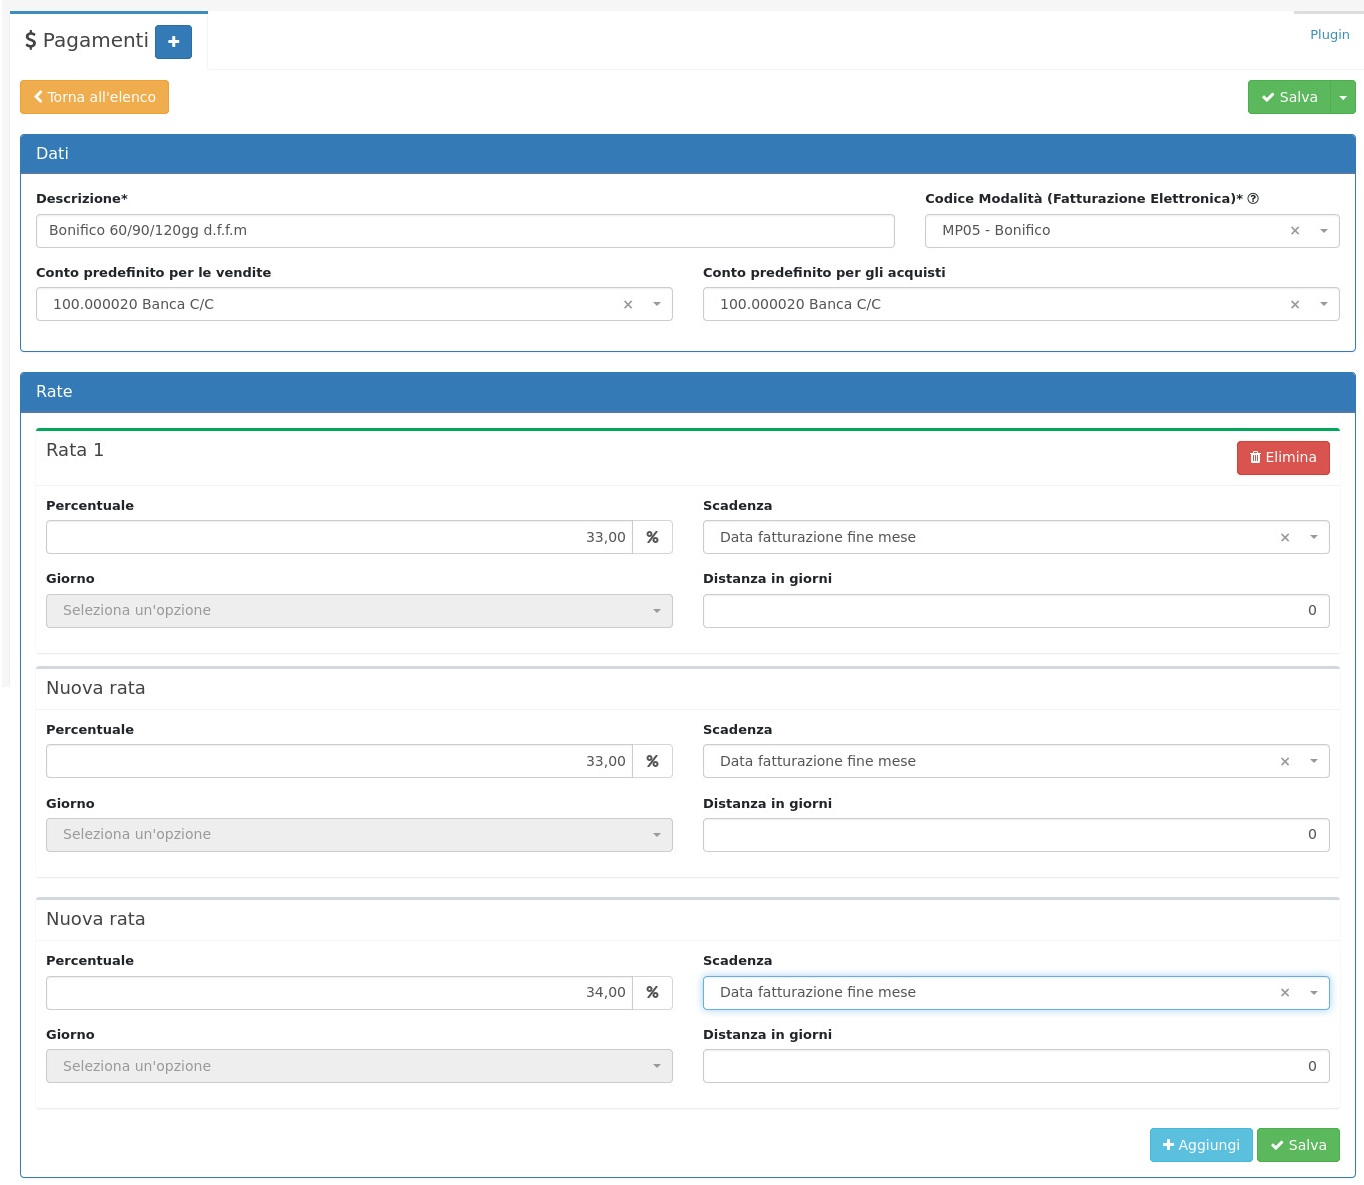 $ Pagamenti +
Plugin
Torna all'elenco
Salva
Dati
Descrizione*
Codice Modalità (Fatturazione Elettronica)* ?
Bonifico 60/90/120gg d.f.f.m
MP05 - Bonifico ×
Conto predefinito per le vendite
Conto predefinito per gli acquisti
100.000020 Banca C/C ×
100.000020 Banca C/C ×
Rate
Rata 1
Elimina
Percentuale
Scadenza
33,00 %
Data fatturazione fine mese ×
Giorno
Distanza in giorni
Seleziona un'opzione
0
Nuova rata
Percentuale
Scadenza
33,00 %
Data fatturazione fine mese ×
Giorno
Distanza in giorni
Seleziona un'opzione
0
Nuova rata
Percentuale
Scadenza
34,00 %
Data fatturazione fine mese ×
Giorno
Distanza in giorni
Seleziona un'opzione
0
+ Aggiungi
Salva